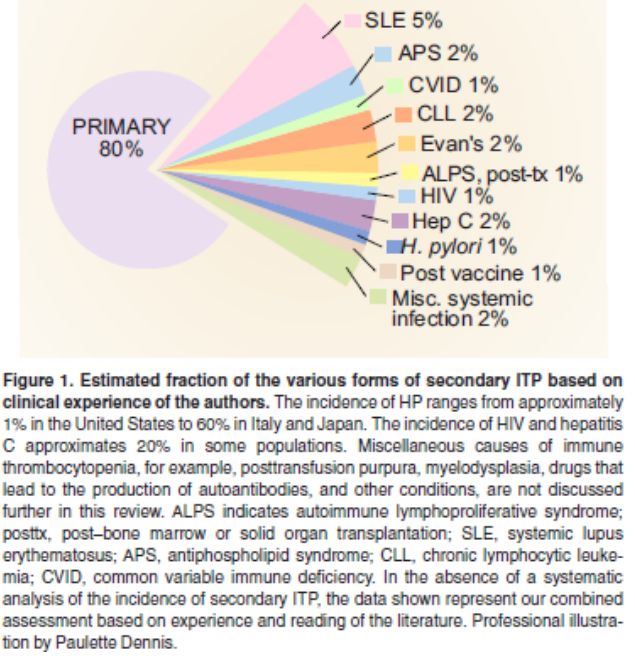 SLE 5%
APS 2%
CVID 1%
CLL 2%
PRIMARY
80%
Evan's 2%
ALPS, post-tx 1%
HIV 1%
Hep C 2%
H. pylori 1%
Post vaccine 1%
Misc. systemic
infection 2%
Figure 1. Estimated fraction of the various forms of secondary ITP based on
clinical experience of the authors. The incidence of HP ranges from approximately
1% in the United States to 60% in Italy and Japan. The incidence of HIV and hepatitis
C approximates 20% in some populations. Miscellaneous causes of immune
thrombocytopenia, for example, posttransfusion purpura, myelodysplasia, drugs that
lead to the production of autoantibodies, and other conditions, are not discussed
further in this review. ALPS indicates autoimmune lymphoproliferative syndrome;
posttx, post–bone marrow or solid organ transplantation; SLE, systemic lupus
erythematosus; APS, antiphospholipid syndrome; CLL, chronic lymphocytic leuke-
mia; CVID, common variable immune deficiency. In the absence of a systematic
analysis of the incidence of secondary ITP, the data shown represent our combined
assessment based on experience and reading of the literature. Professional illustra-
tion by Paulette Dennis.